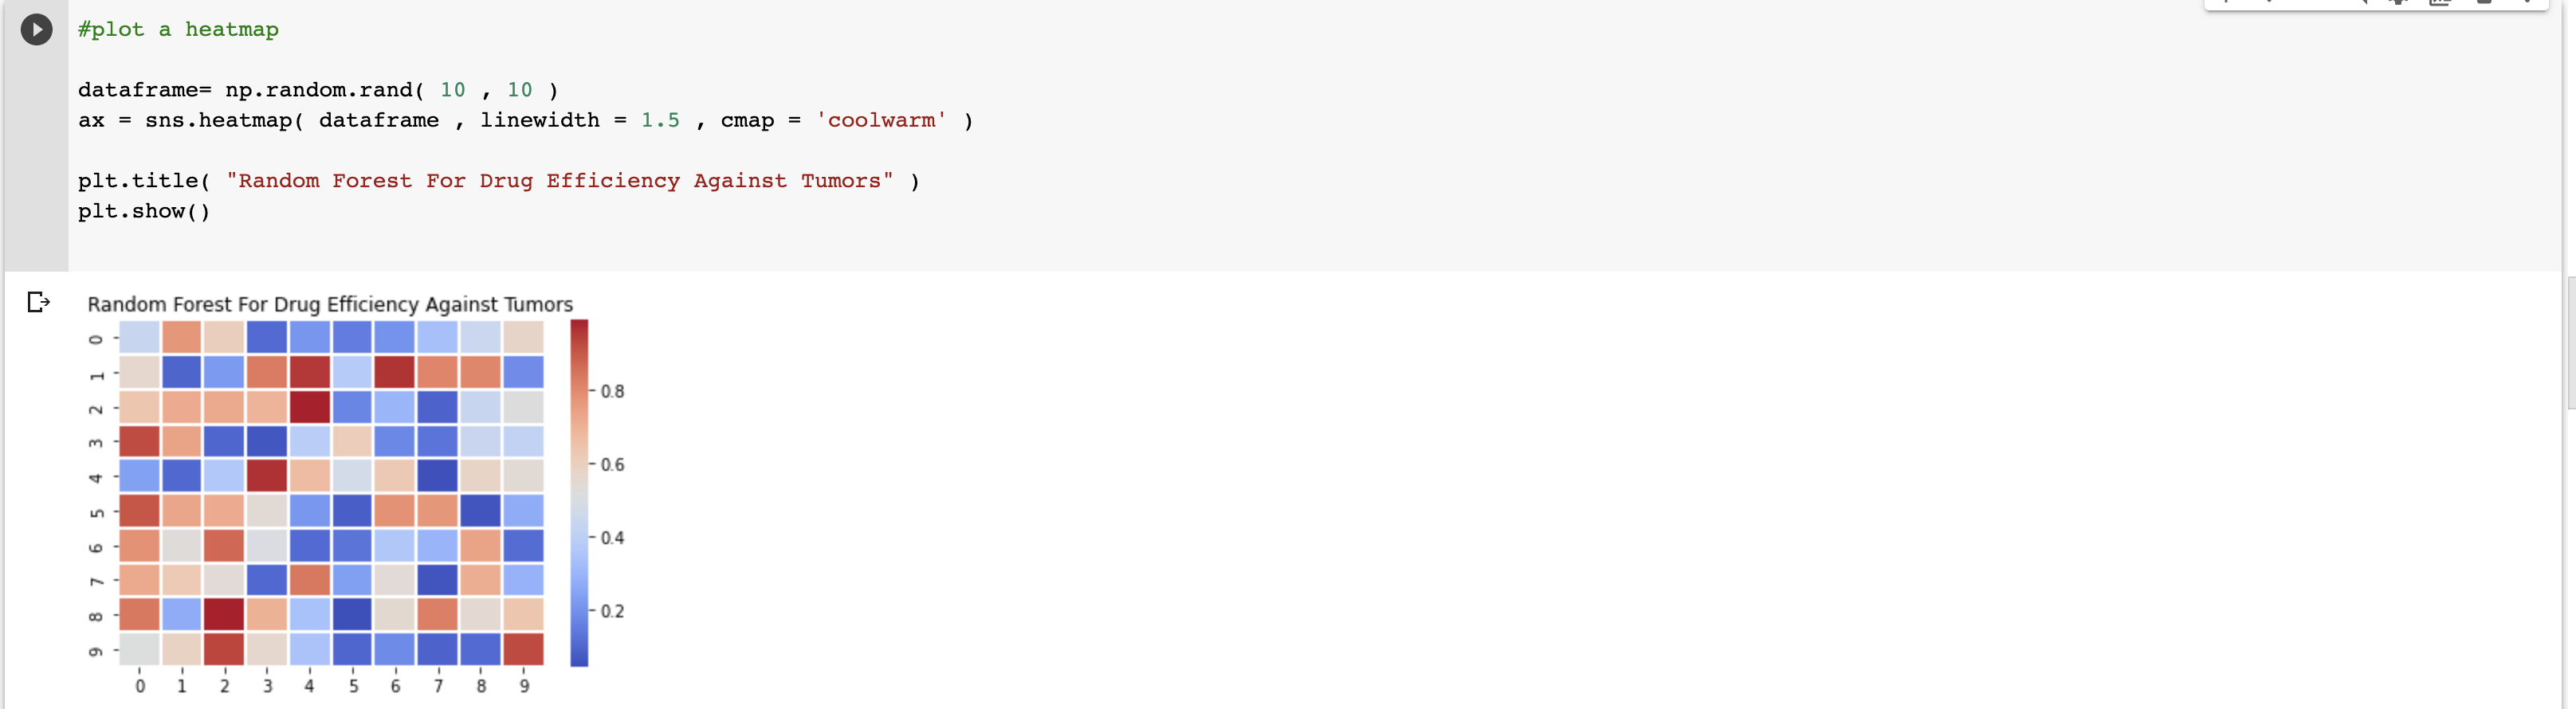 #plot a heatmap
dataframe= np.random.rand( 10 , 10 )
ax = sns.heatmap( dataframe , linewidth = 1.5 , cmap = 'coolwarm' )
plt.title( "Random Forest For Drug Efficiency Against Tumors" )
plt.show()
Random Forest For Drug Efficiency Against Tumors
0
1
2
3
4
5
6
7
8
9
0 1 2 3 4 5 6 7 8 9
0.8
0.6
0.4
0.2